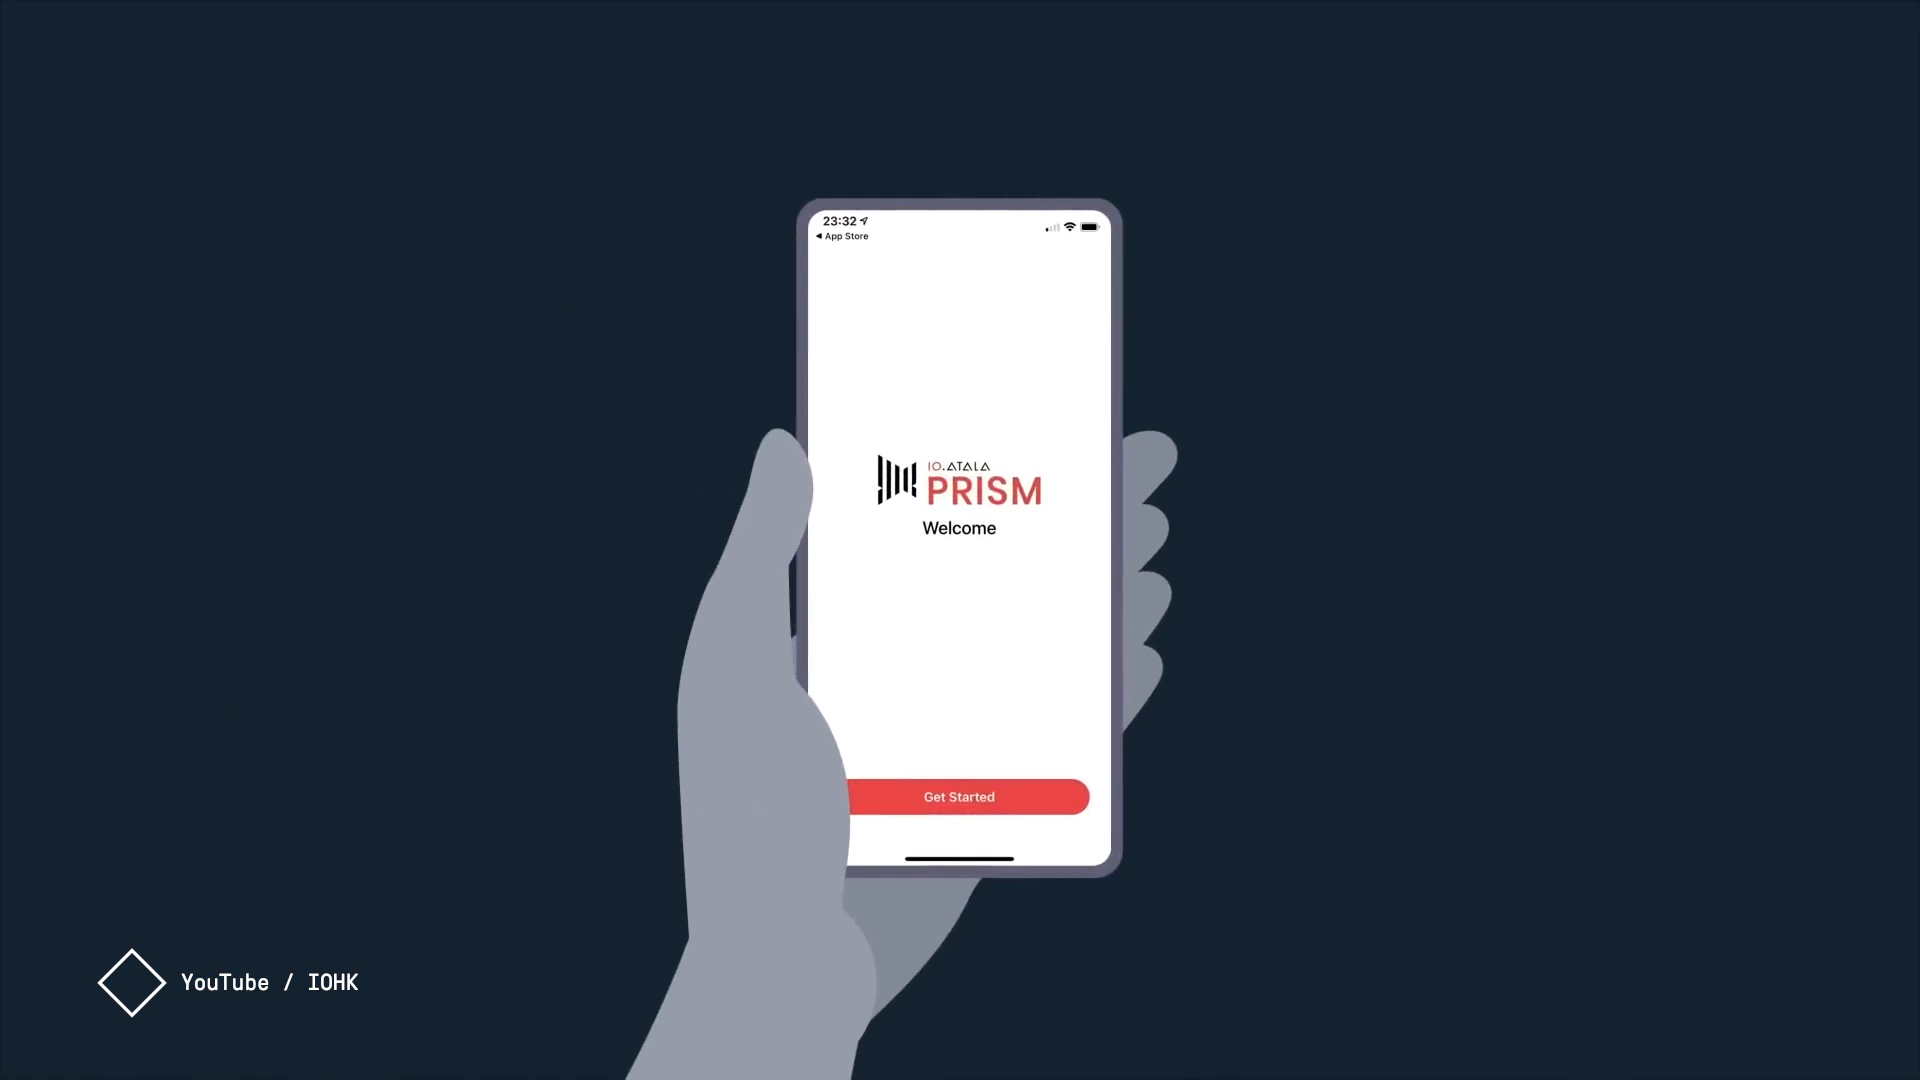 23:32
◀ App Store
IO.ATALA
PRISM
Welcome
Get Started
YouTube / IOHK